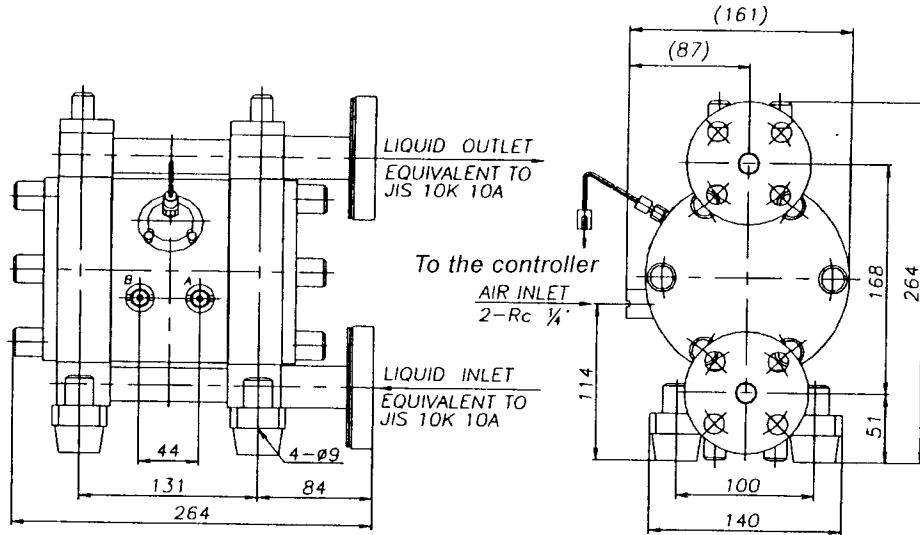 (161)
(87)
LIQUID OUTLET
EQUIVALENT TO
JIS 10K 10A
To the controller
AIR INLET
2-Rc 1/4
B
A
168
264
114
51
LIQUID INLET
EQUIVALENT TO
JIS 10K 10A
44
4-ø9
131
84
264
100
140